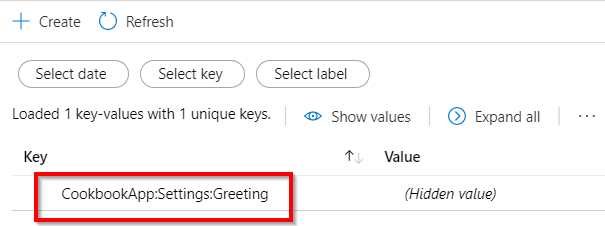 Create Refresh
Select date Select key Select label
Loaded 1 key-values with 1 unique keys. Show values Expand all ...
Key Value
CookbookApp:Settings:Greeting (Hidden value)